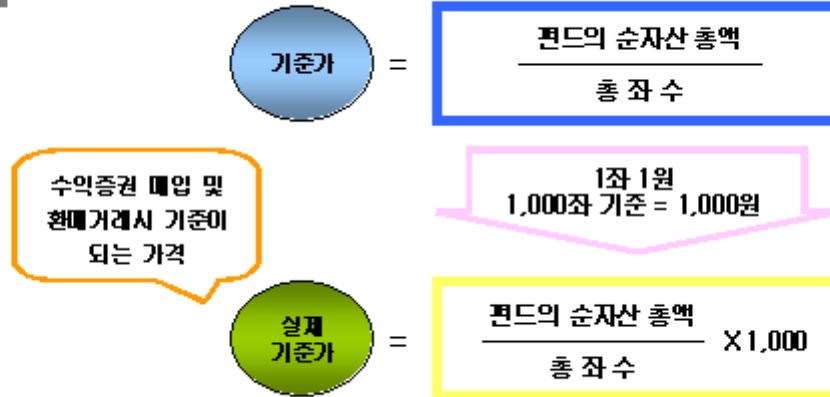 기준가 =
펀드의 순자산 총액
총 좌 수
수익증권 매입 및
환매거래시 기준이
되는 가격
1좌 1원
1,000좌 기준 = 1,000원
실제
기준가
=
펀드의 순자산 총액
총 좌 수
X 1,000